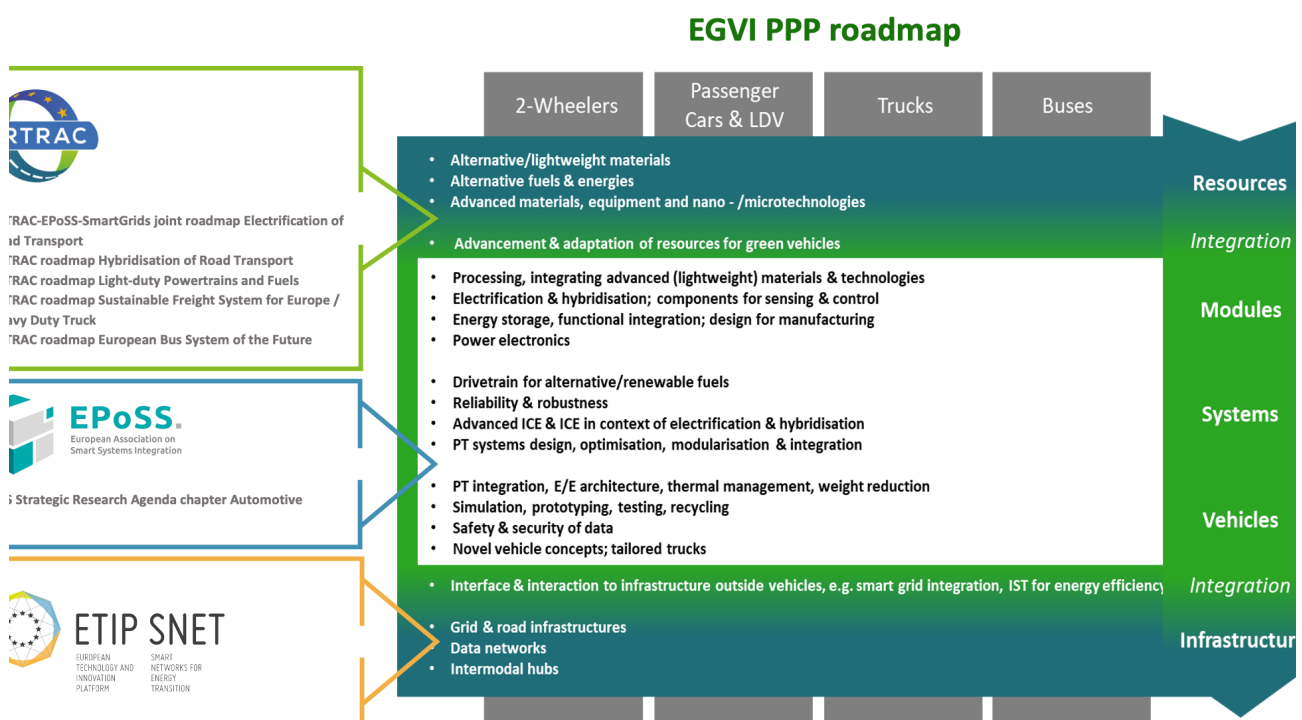 EGVI PPP roadmap
2-Wheelers
Passenger
Cars & LDV
Trucks
Buses
RTRAC
TRAC-EPoSS-SmartGrids joint roadmap Electrification of
ad Transport
TRAC roadmap Hybridisation of Road Transport
TRAC roadmap Light-duty Powertrains and Fuels
TRAC roadmap Sustainable Freight System for Europe /
avy Duty Truck
TRAC roadmap European Bus System of the Future
EPoSS.
European Association on
Smart Systems Integration
S Strategic Research Agenda chapter Automotive
ETIP SNET
EUROPEAN
TECHNOLOGY AND
INNOVATION
PLATFORM
SMART
NETWORKS FOR
ENERGY
TRANSITION
• Alternative/lightweight materials
• Alternative fuels & energies
• Advanced materials, equipment and nano - /microtechnologies
• Advancement & adaptation of resources for green vehicles
• Processing, integrating advanced (lightweight) materials & technologies
• Electrification & hybridisation; components for sensing & control
• Energy storage, functional integration; design for manufacturing
• Power electronics
• Drivetrain for alternative/renewable fuels
• Reliability & robustness
• Advanced ICE & ICE in context of electrification & hybridisation
• PT systems design, optimisation, modularisation & integration
• PT integration, E/E architecture, thermal management, weight reduction
• Simulation, prototyping, testing, recycling
• Safety & security of data
• Novel vehicle concepts; tailored trucks
• Interface & interaction to infrastructure outside vehicles, e.g. smart grid integration, IST for energy efficiency
• Grid & road infrastructures
• Data networks
• Intermodal hubs
Resources
Integration
Modules
Systems
Vehicles
Integration
Infrastructur